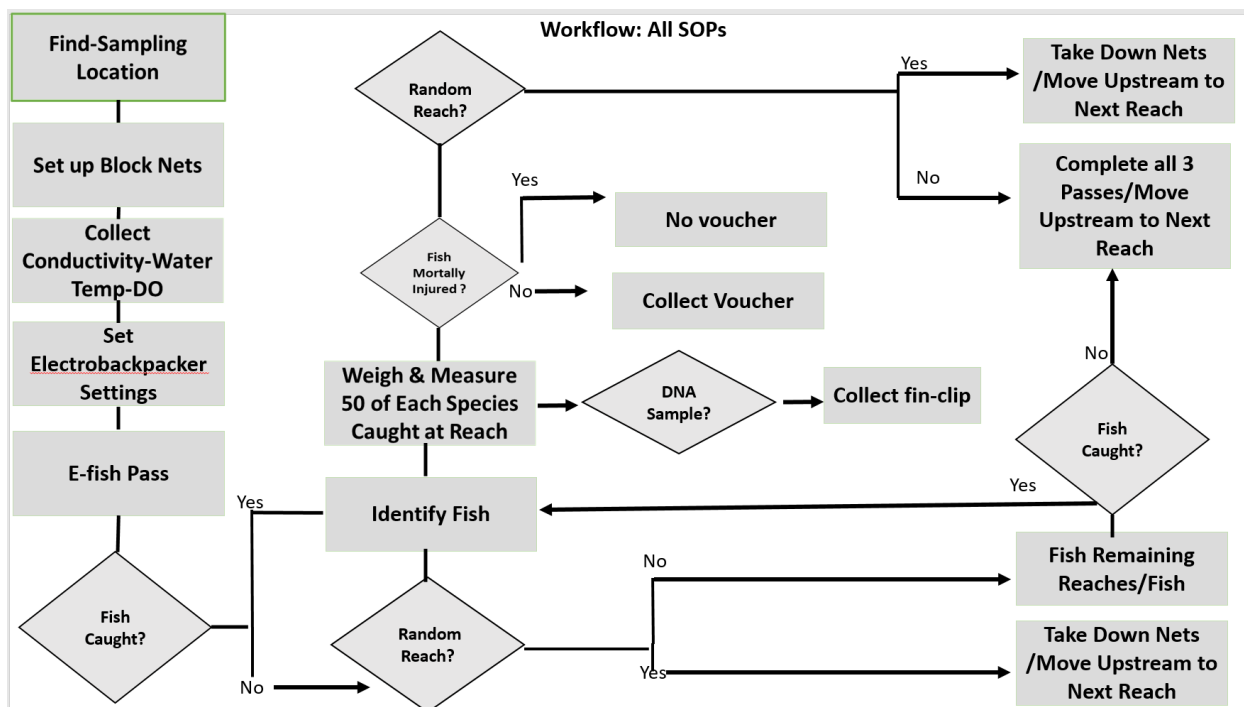 Workflow: All SOPs
Find-Sampling
Location
Set up Block Nets
Collect
Conductivity-Water
Temp-DO
Set
Electrobackpacker
Settings
E-fish Pass
Fish
Caught?
Yes
No
Random
Reach?
Yes
Take Down Nets
/Move Upstream to
Next Reach
No
Complete all 3
Passes/Move
Upstream to Next
Reach
Fish
Mortally
Injured ?
Yes
No voucher
No
Collect Voucher
Weigh & Measure
50 of Each Species
Caught at Reach
DNA
Sample?
Collect fin-clip
Identify Fish
Random
Reach?
No
Fish Remaining
Reaches/Fish
Yes
Take Down Nets
/Move Upstream to
Next Reach
Fish
Caught?
No
Yes